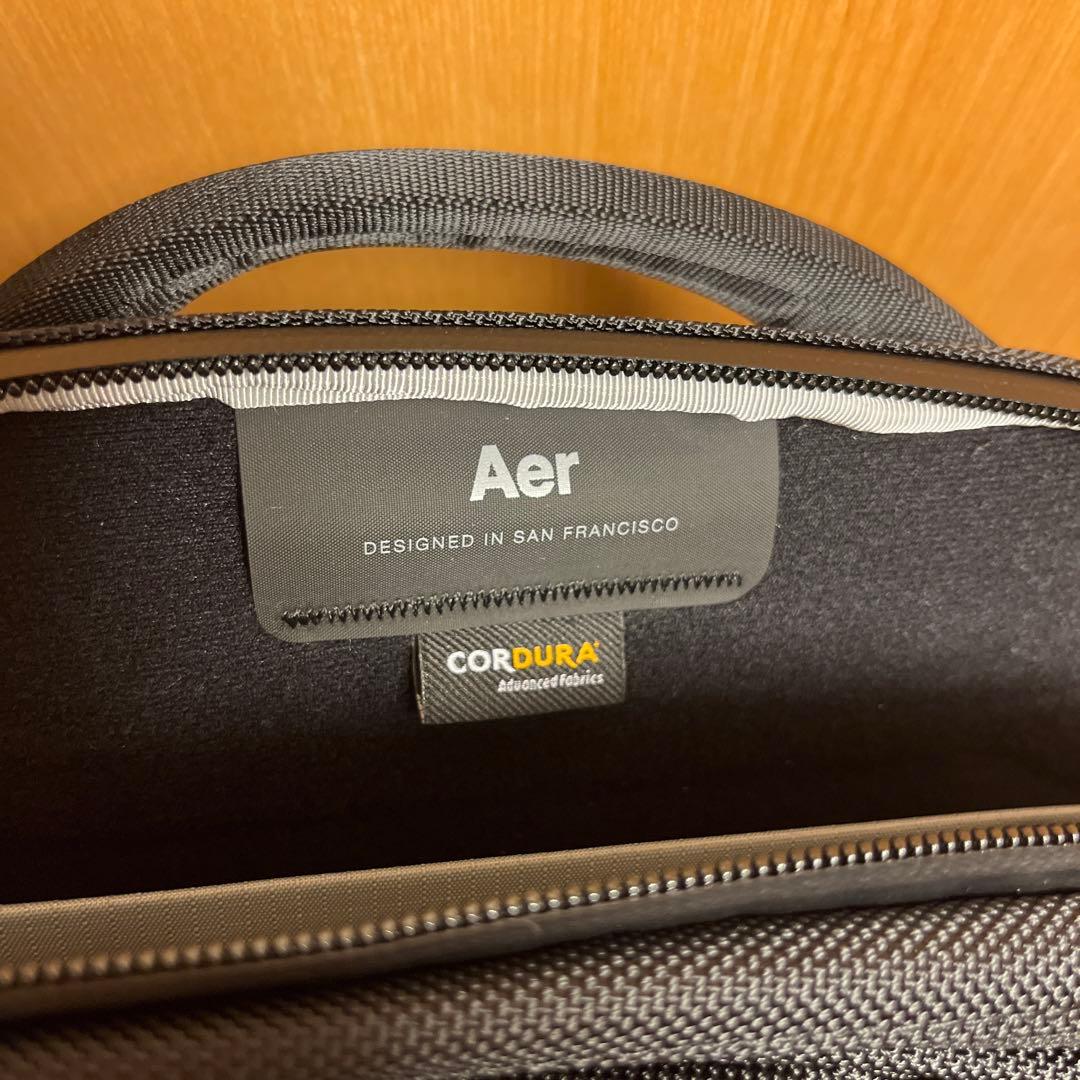 Aer
DESIGNED IN SAN FRANCISCO
CORDURA®
Advanced Fabrics